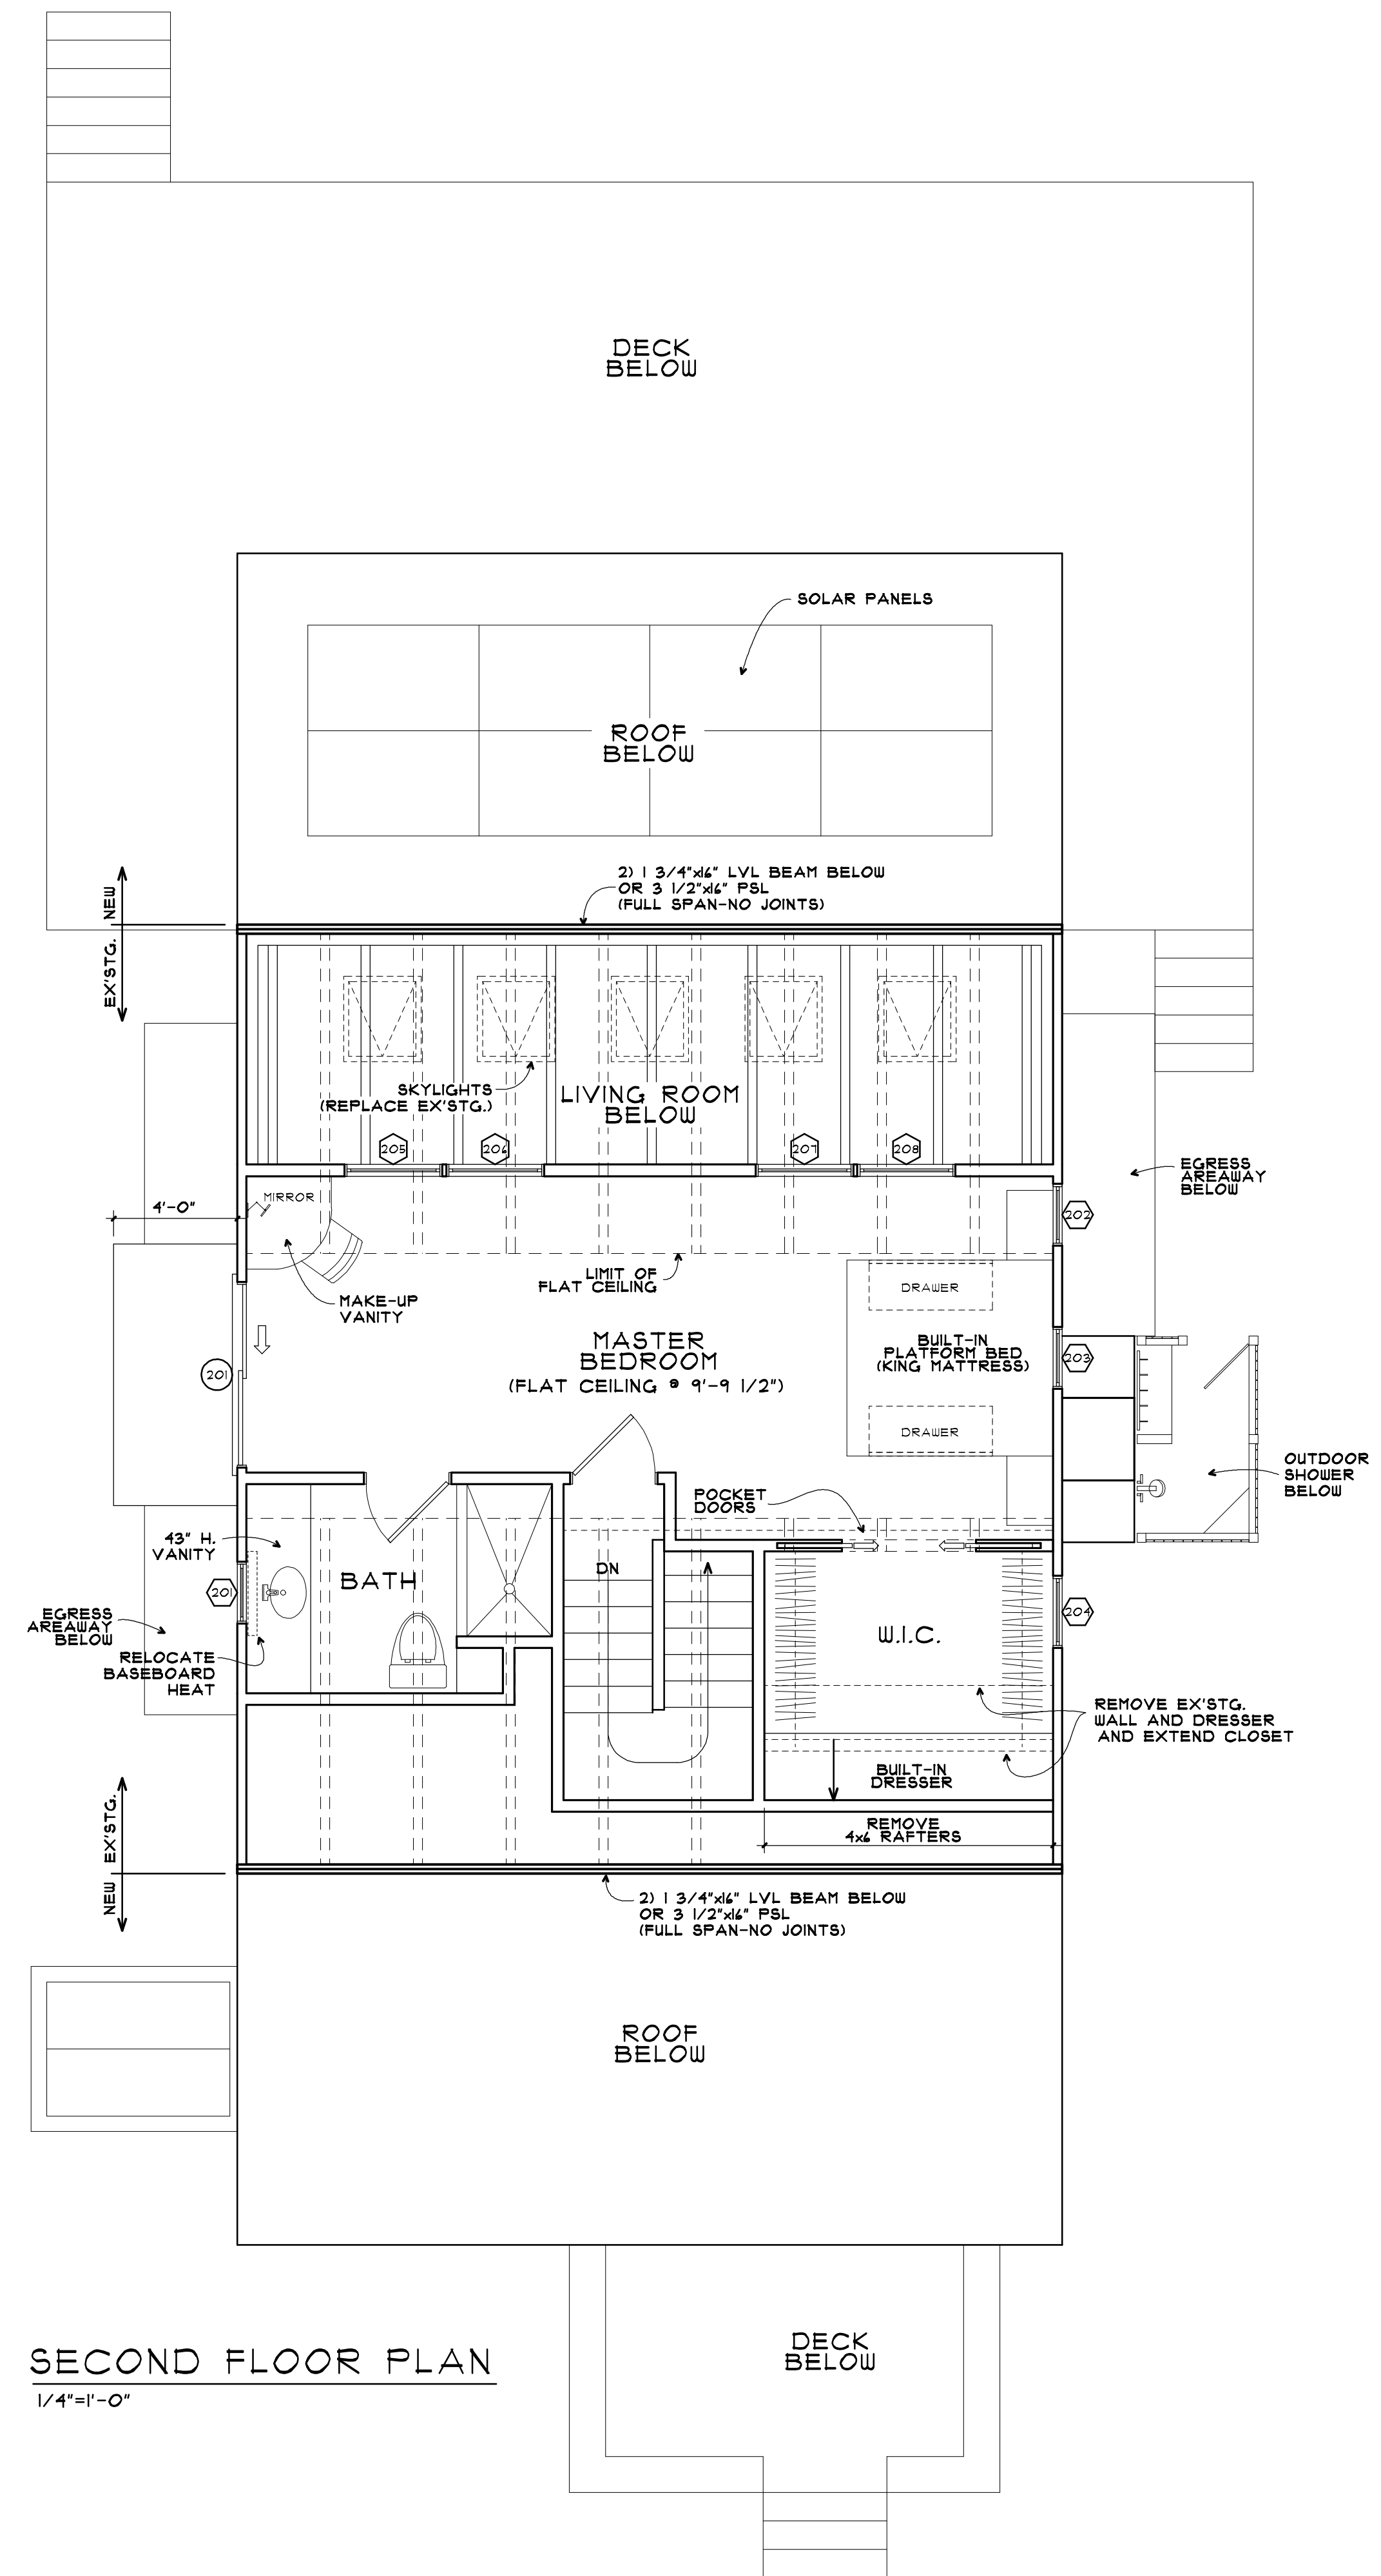 DECK
BELOW
SOLAR PANELS
ROOF
BELOW
2) 1 3/4"x16" LVL BEAM BELOW
OR 3 1/2"x16" PSL
(FULL SPAN-NO JOINTS)
NEW
EX'STG.
SKYLIGHTS
(REPLACE EX'STG.)
LIVING ROOM
BELOW
205
206
207
208
EGRESS
AREAWAY
BELOW
MIRROR
4'-0"
202
LIMIT OF
FLAT CEILING
DRAWER
MAKE-UP
VANITY
MASTER
BEDROOM
(FLAT CEILING @ 9'-9 1/2")
BUILT-IN
PLATFORM BED
(KING MATTRESS)
203
201
DRAWER
OUTDOOR
SHOWER
BELOW
POCKET
DOORS
43" H.
VANITY
BATH
DN
201
204
W.I.C.
EGRESS
AREAWAY
BELOW
RELOCATE
BASEBOARD
HEAT
REMOVE EX'STG.
WALL AND DRESSER
AND EXTEND CLOSET
BUILT-IN
DRESSER
REMOVE
4x6 RAFTERS
EX'STG.
NEW
2) 1 3/4"x16" LVL BEAM BELOW
OR 3 1/2"x16" PSL
(FULL SPAN-NO JOINTS)
ROOF
BELOW
DECK
BELOW
SECOND FLOOR PLAN
1/4"=1'-0"